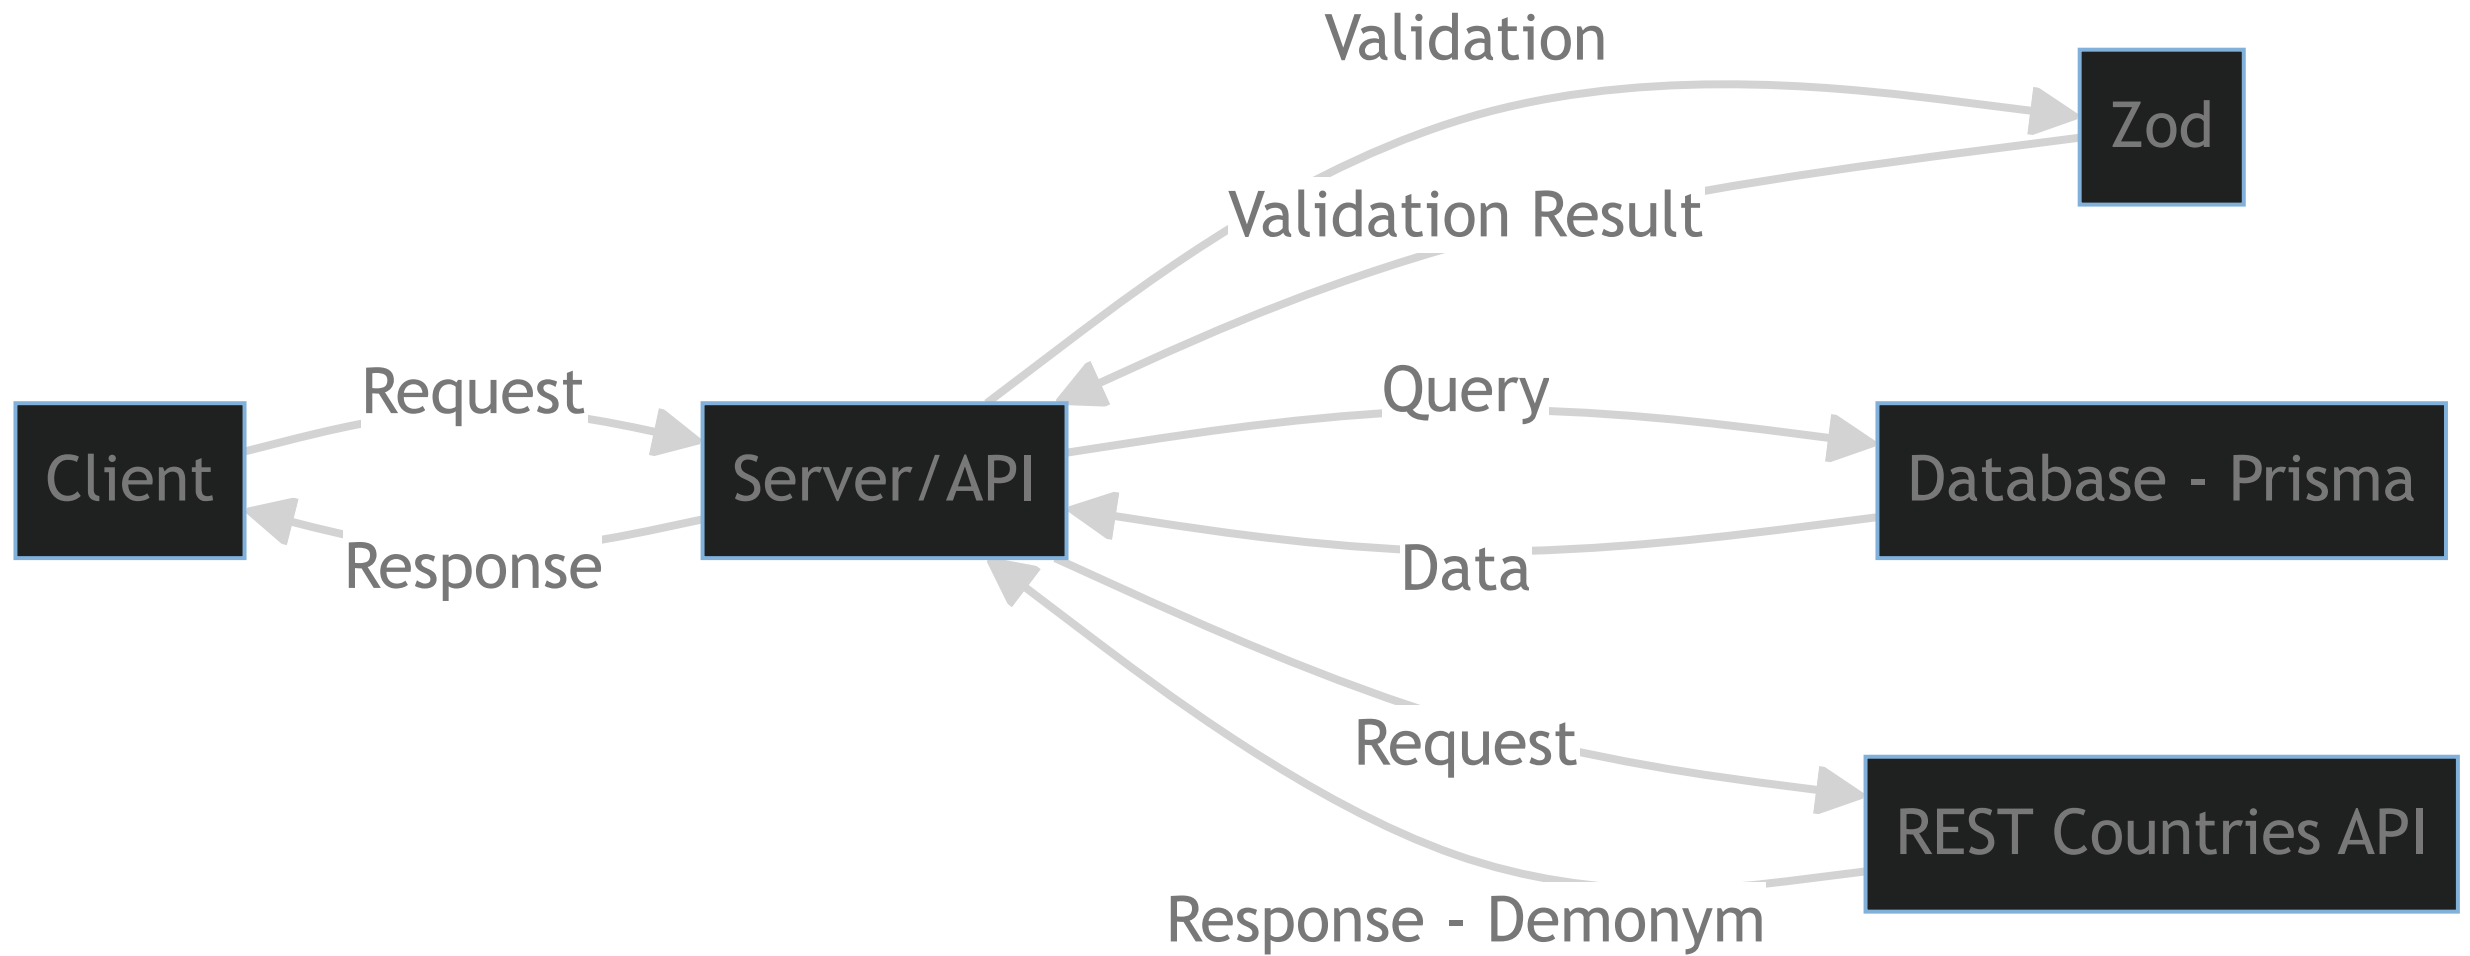 Validation
Zod
Validation Result
Request
Query
Client
Server/API
Database - Prisma
Response
Data
Request
REST Countries API
Response - Demonym